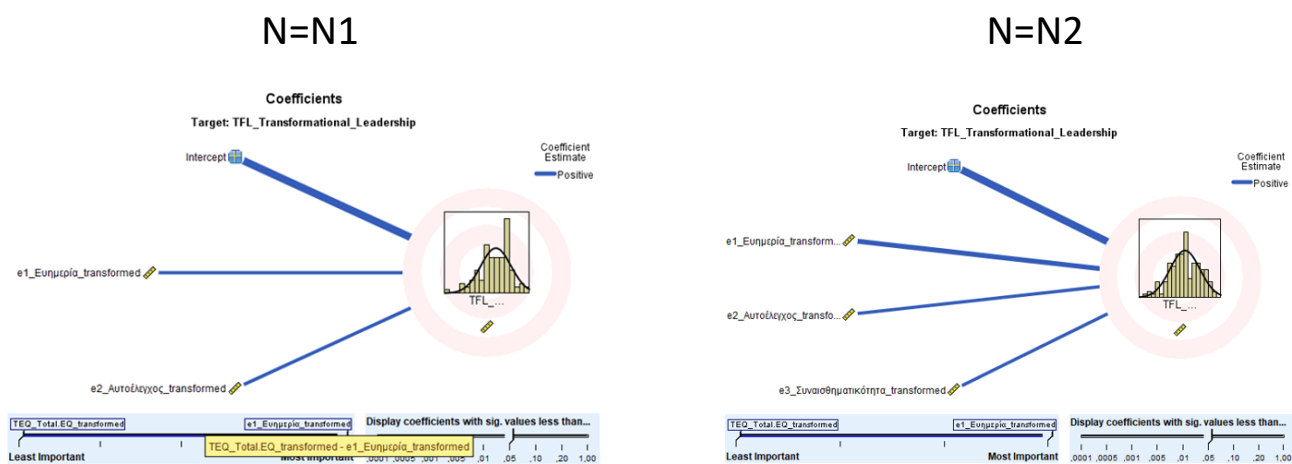 N=N1
Coefficients
Target: TFL_Transformational_Leadership
Coefficient
Estimate
Positive
Intercept
e1_Ευημερία_transformed
e2_Αυτοέλεγχος_transformed
TFL_...
TEQ_Total.EQ_transformed
e1_Ευημερία_transformed
TEQ_Total.EQ_transformed - e1_Ευημερία_transformed
Least Important
Most Important
Display coefficients with sig. values less than...
,0001 ,0005 ,001 ,005 ,01 ,05 ,10 ,20 1,00
N=N2
Coefficients
Target: TFL_Transformational_Leadership
Coefficient
Estimate
Positive
Intercept
e1_Ευημερία_transform...
e2_Αυτοέλεγχος_transfo...
e3_Συναισθηματικότητα_transformed
TFL_...
TEQ_Total.EQ_transformed
e1_Ευημερία_transformed
Least Important
Most Important
Display coefficients with sig. values less than...
,0001 ,0005 ,001 ,005 ,01 ,05 ,10 ,20 1,00